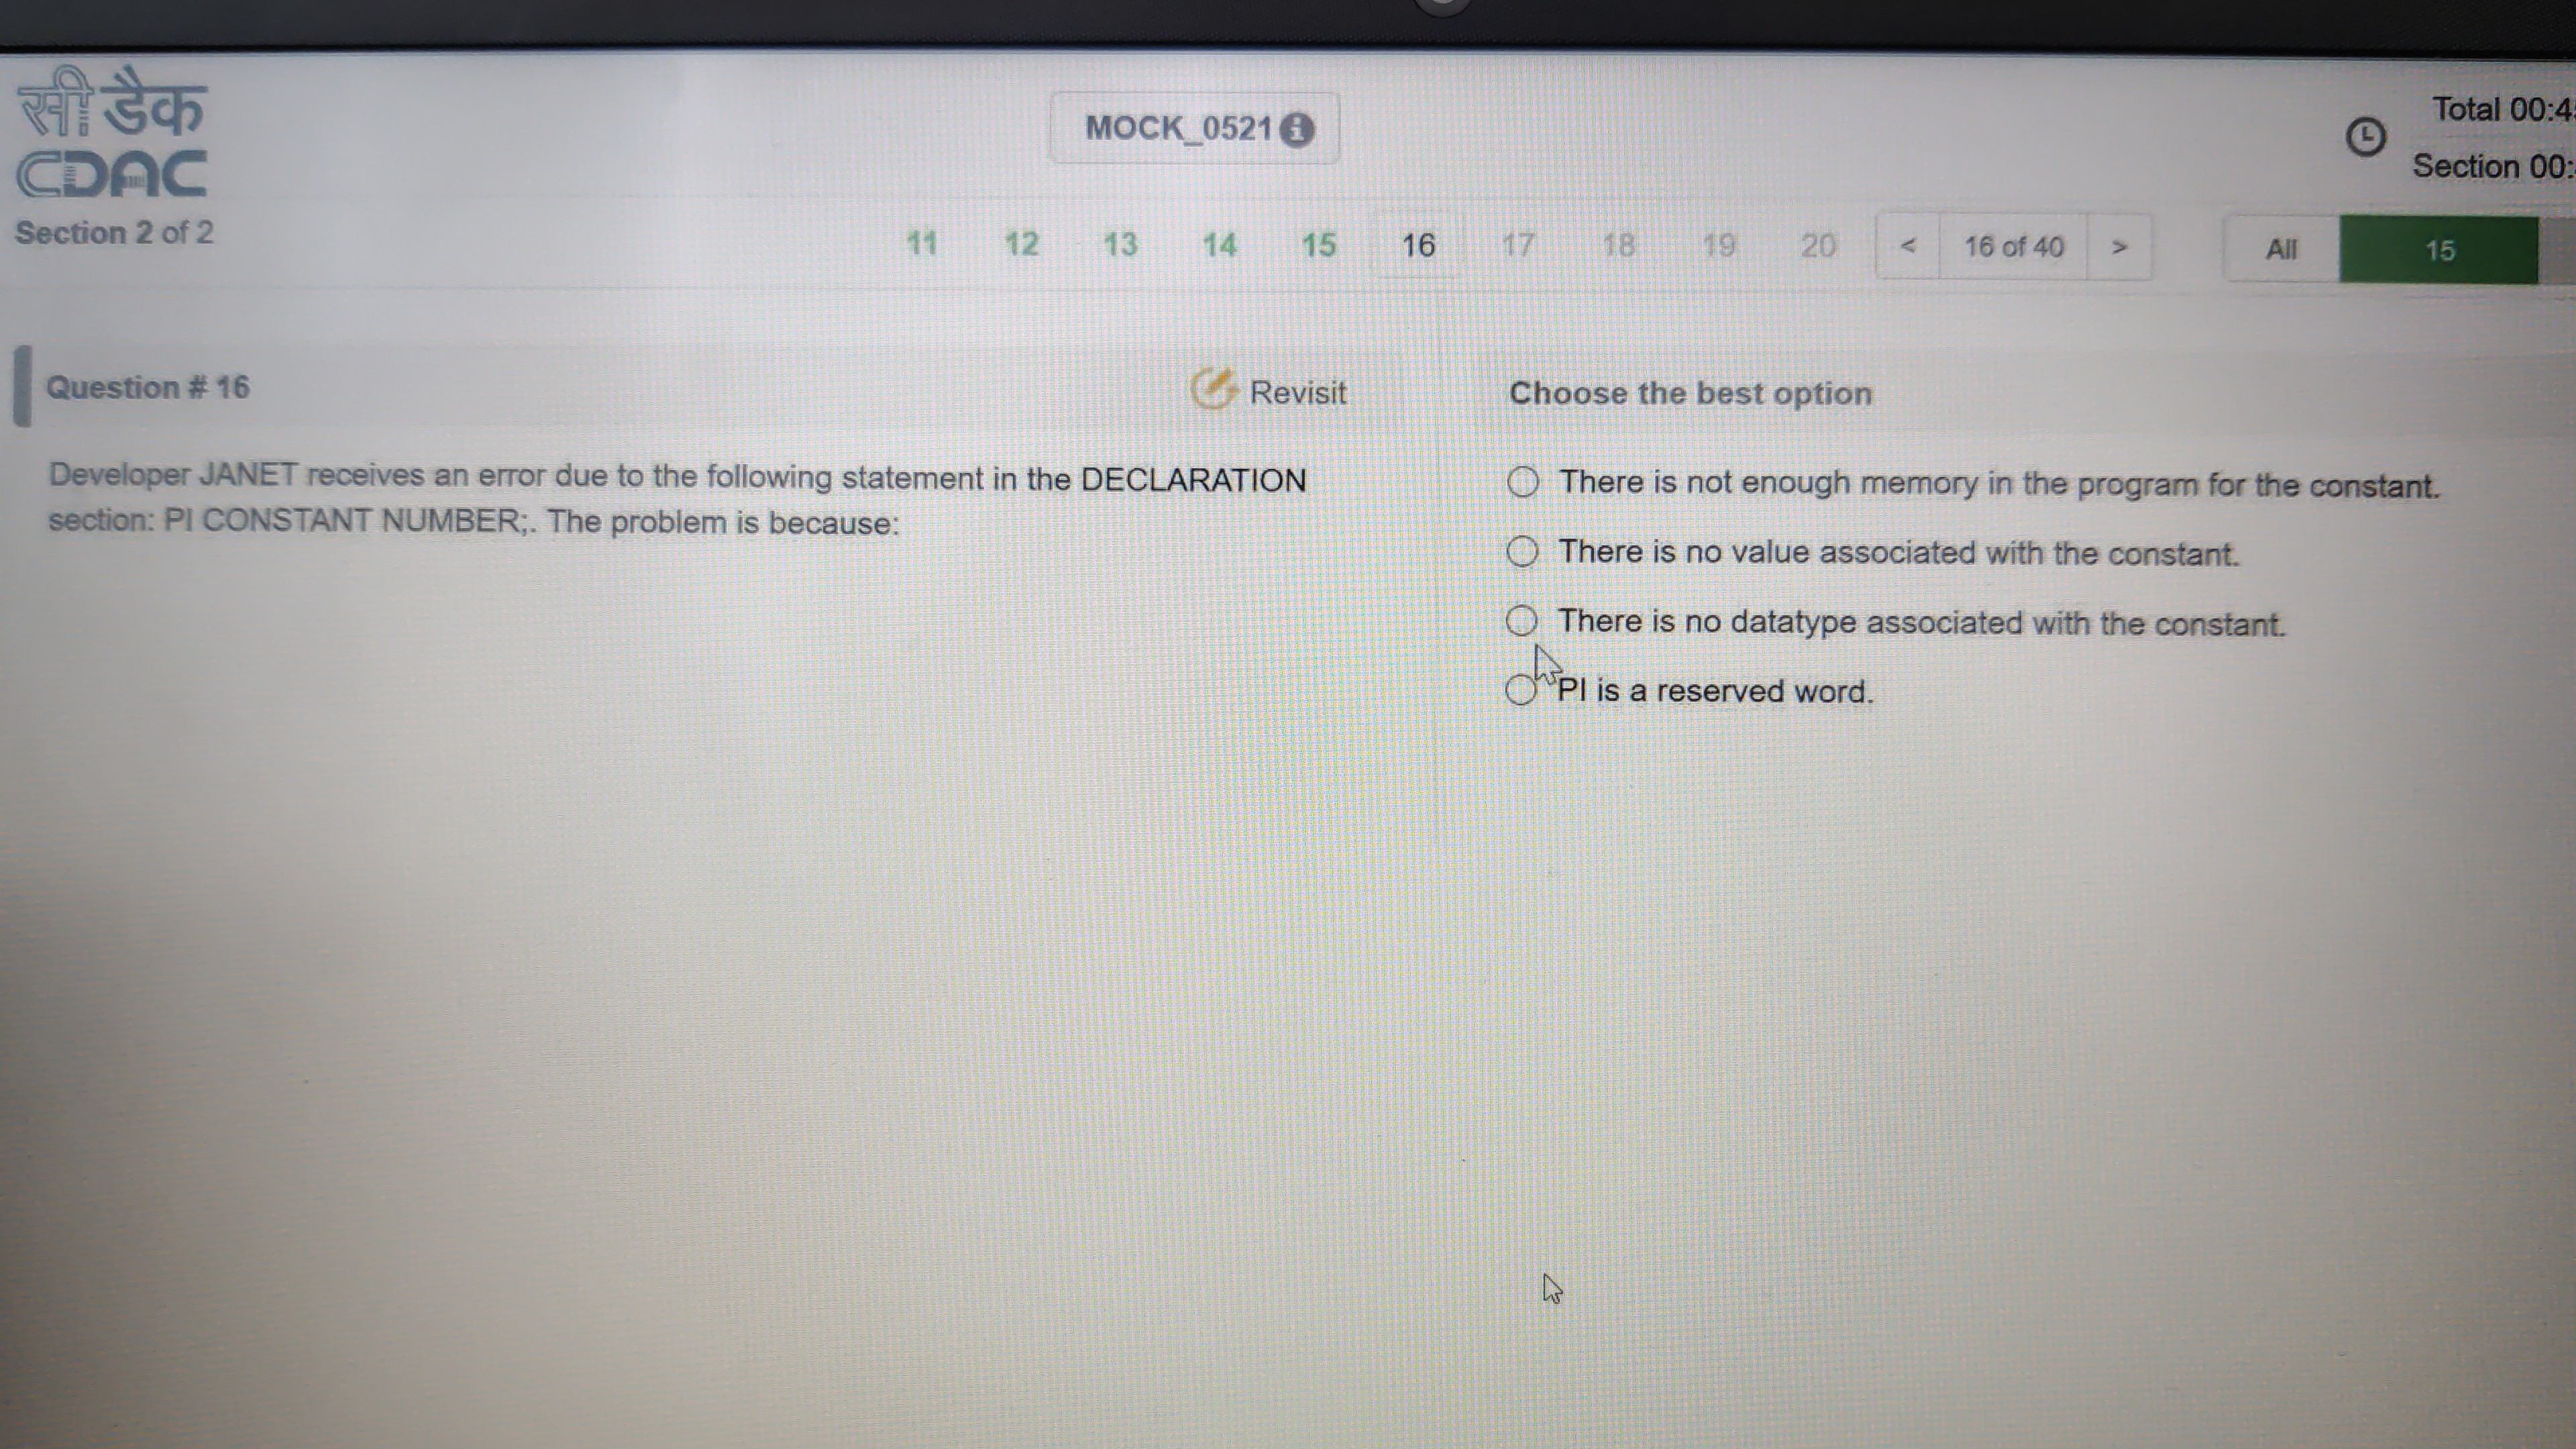 सी डैक
CDAC
MOCK_0521
Total 00:4
Section 00:
Section 2 of 2
11 12 13 14 15 16 17 18 19 20 < 16 of 40 > All 15
Question # 16
Revisit
Choose the best option
Developer JANET receives an error due to the following statement in the DECLARATION
section: PI CONSTANT NUMBER;. The problem is because:
There is not enough memory in the program for the constant.
There is no value associated with the constant.
There is no datatype associated with the constant.
PI is a reserved word.